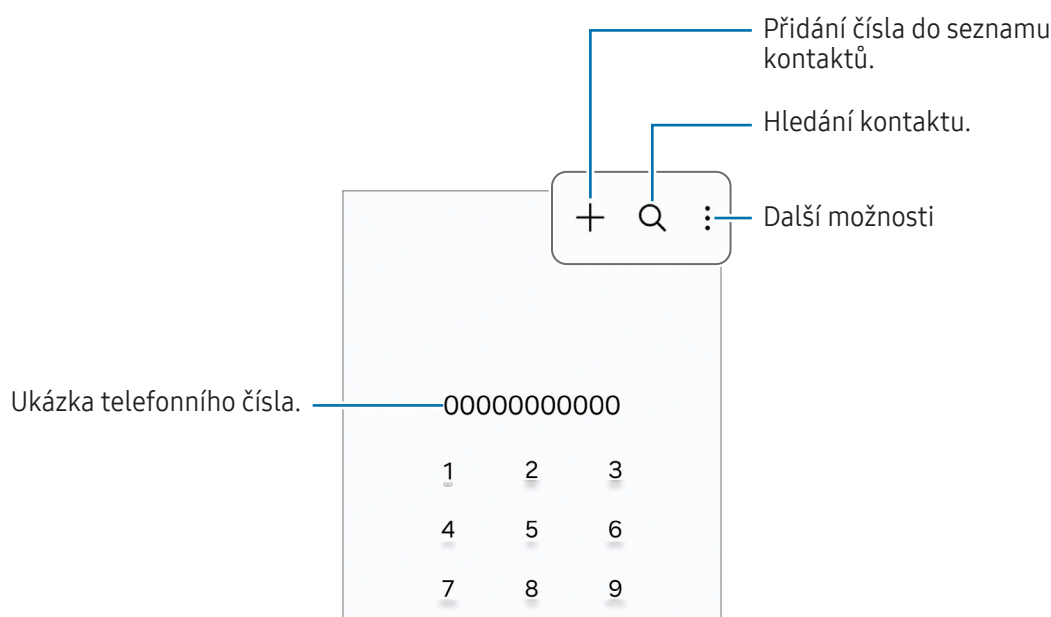 Přidání čísla do seznamu
kontaktů.
Hledání kontaktu.
Další možnosti
Ukázka telefonního čísla.
00000000000
1 2 3
4 5 6
7 8 9